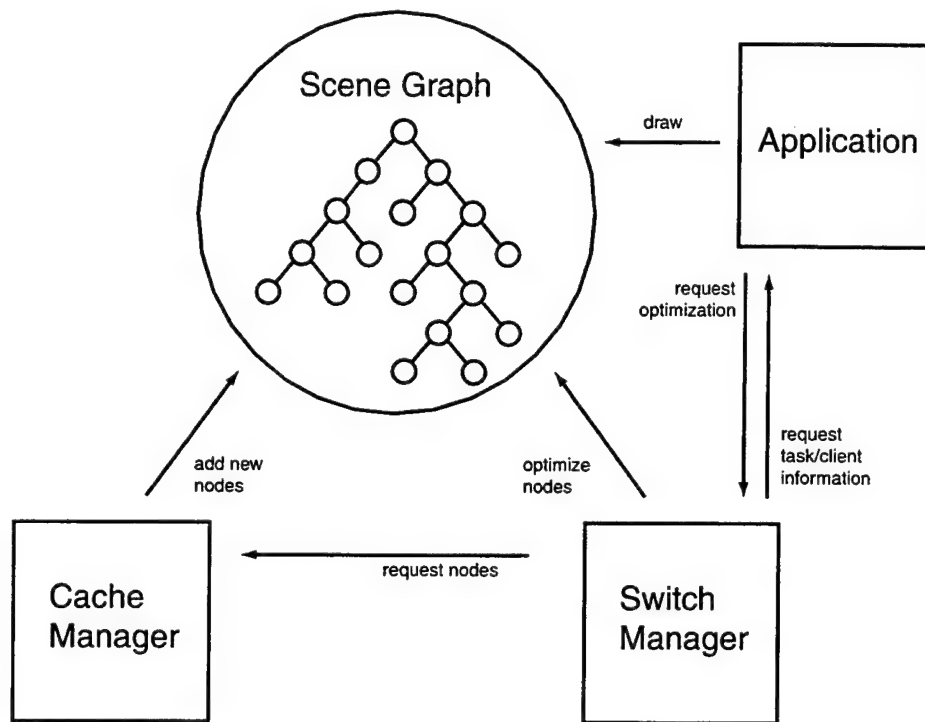 Scene Graph
draw
Application
request
optimization
request
task/client
information
add new
nodes
optimize
nodes
request nodes
Cache
Manager
Switch
Manager